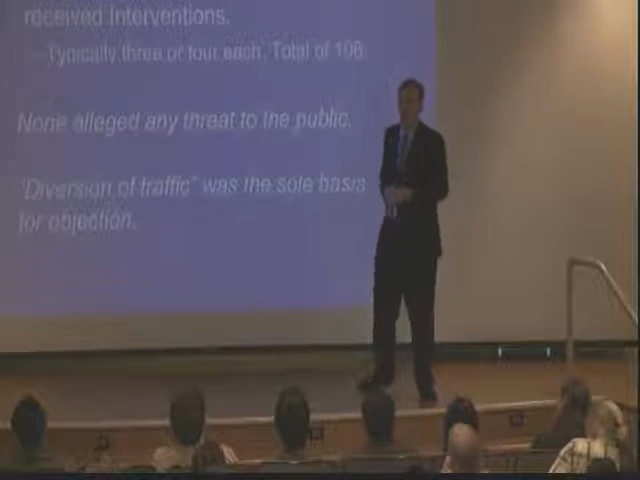 received interventions.
– Typically three or four each. Total of 106.
None alleged any threat to the public.
"Diversion of traffic" was the sole basis
for objection.